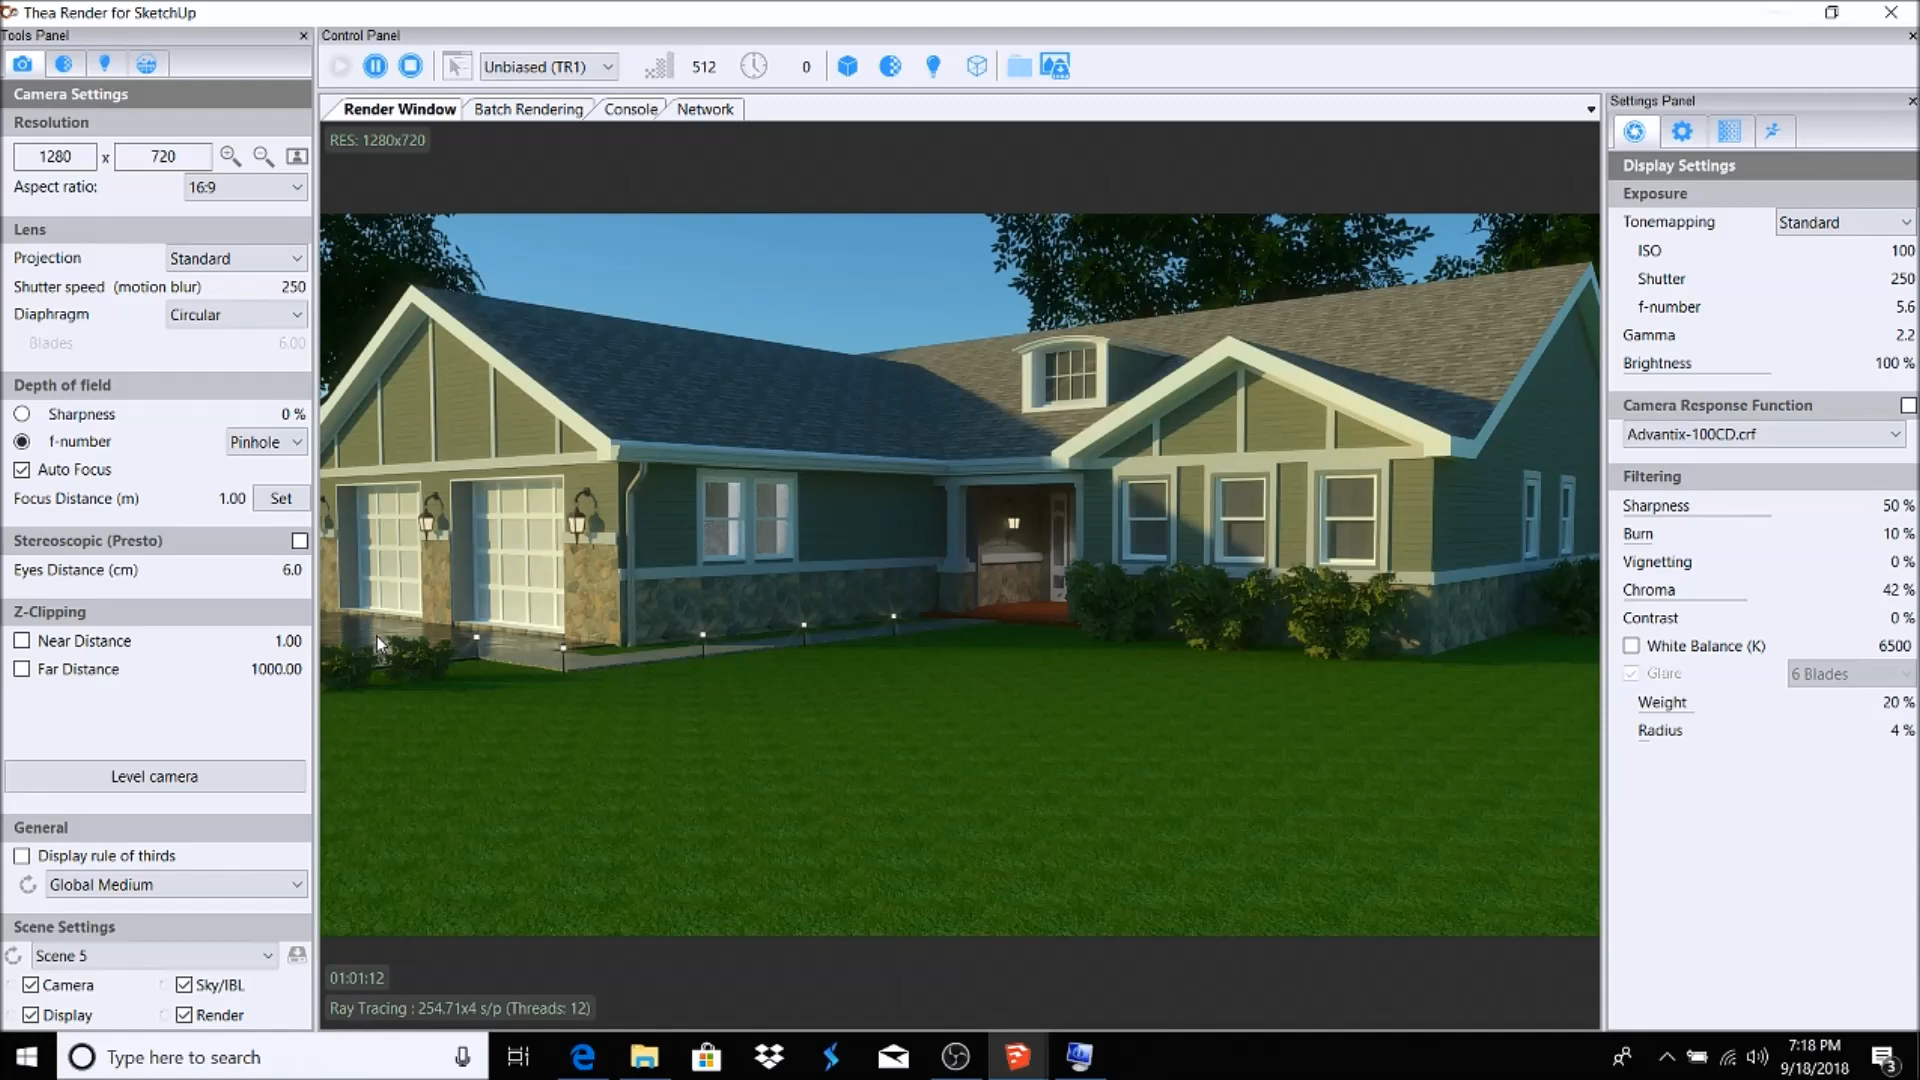 Thea Render for SketchUp
Tools Panel
Camera Settings
Resolution
1280 x 720
Aspect ratio: 16:9
Lens
Projection Standard
Shutter speed (motion blur) 250
Diaphragm Circular
Blades 6.00
Depth of field
Sharpness 0 %
f-number Pinhole
Auto Focus
Focus Distance (m) 1.00 Set
Stereoscopic (Presto)
Eyes Distance (cm) 6.0
Z-Clipping
Near Distance 1.00
Far Distance 1000.00
Level camera
General
Display rule of thirds
Global Medium
Scene Settings
Scene 5
Camera Sky/IBL
Display Render
Control Panel
Unbiased (TR1) 512 0
Render Window Batch Rendering Console Network
RES: 1280x720
01:01:12
Ray Tracing : 254.71x4 s/p (Threads: 12)
Settings Panel
Display Settings
Exposure
Tonemapping Standard
ISO 100
Shutter 250
f-number 5.6
Gamma 2.2
Brightness 100 %
Camera Response Function
Advantix-100CD.crf
Filtering
Sharpness 50 %
Burn 10 %
Vignetting 0 %
Chroma 42 %
Contrast 0 %
White Balance (K) 6500
Glare 6 Blades
Weight 20 %
Radius 4 %
Type here to search
7:18 PM
9/18/2018
3